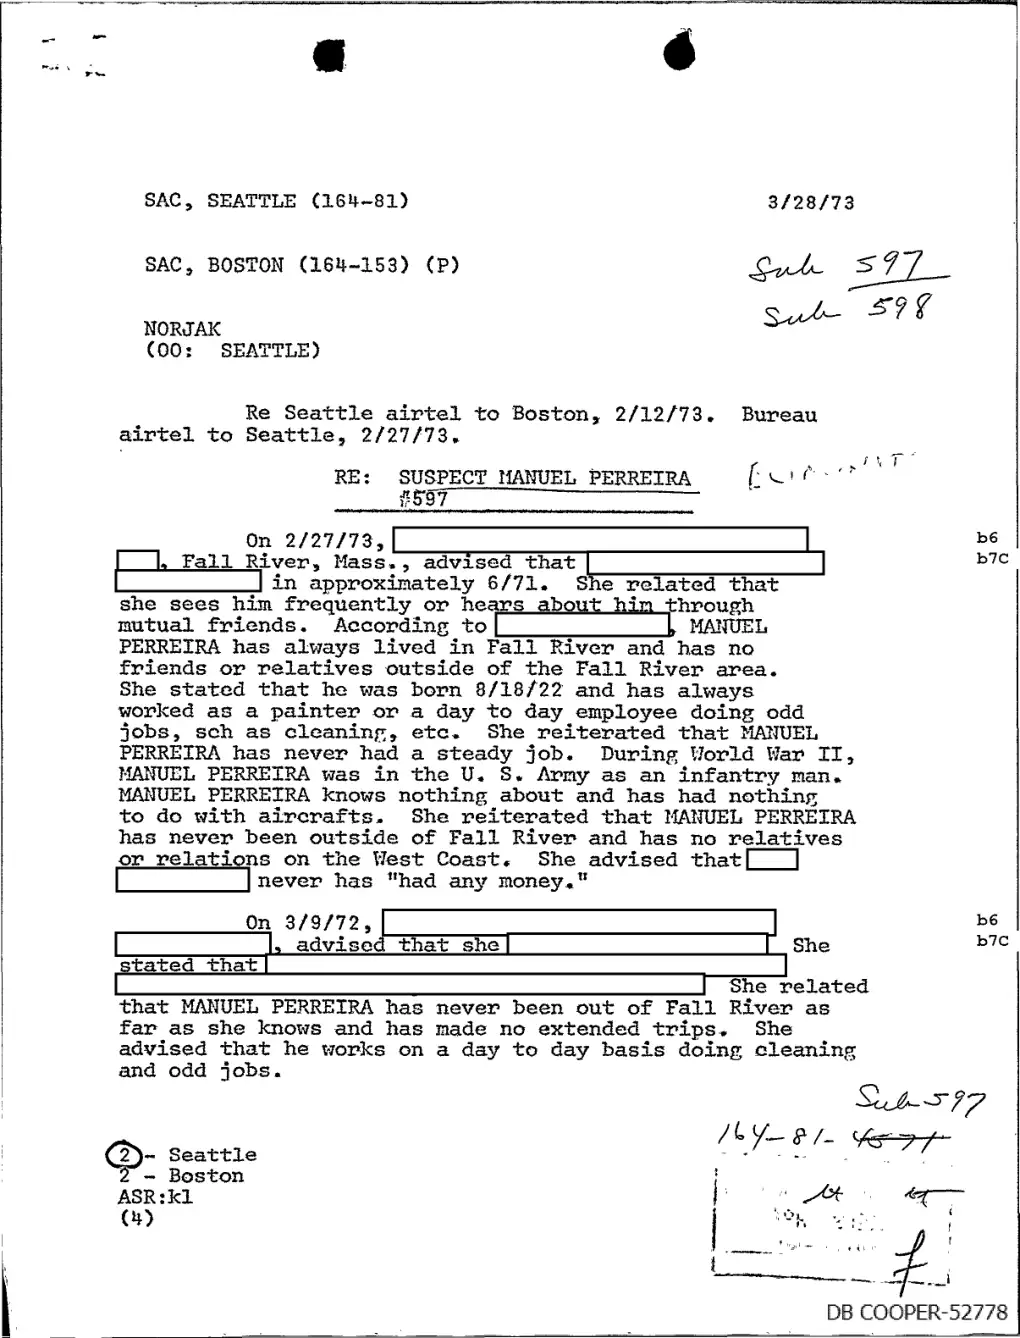 SAC, SEATTLE (164-81) 3/28/73
SAC, BOSTON (164-153) (P)
Sub 597
Sub 598
NORJAK
(OO: SEATTLE)
Re Seattle airtel to Boston, 2/12/73. Bureau
airtel to Seattle, 2/27/73.
RE: SUSPECT MANUEL PERREIRA
#597
On 2/27/73, b6
, Fall River, Mass., advised that b7C
in approximately 6/71. She related that
she sees him frequently or hears about him through
mutual friends. According to , MANUEL
PERREIRA has always lived in Fall River and has no
friends or relatives outside of the Fall River area.
She stated that he was born 8/18/22 and has always
worked as a painter or a day to day employee doing odd
jobs, sch as cleaning, etc. She reiterated that MANUEL
PERREIRA has never had a steady job. During World War II,
MANUEL PERREIRA was in the U. S. Army as an infantry man.
MANUEL PERREIRA knows nothing about and has had nothing
to do with aircrafts. She reiterated that MANUEL PERREIRA
has never been outside of Fall River and has no relatives
or relations on the West Coast. She advised that
never has "had any money."
On 3/9/72, b6
, advised that she She b7C
stated that
She related
that MANUEL PERREIRA has never been out of Fall River as
far as she knows and has made no extended trips. She
advised that he works on a day to day basis doing cleaning
and odd jobs.
Sub 597
164-81-4571
2 - Seattle
2 - Boston
ASR:kl
(4)
DB COOPER-52778